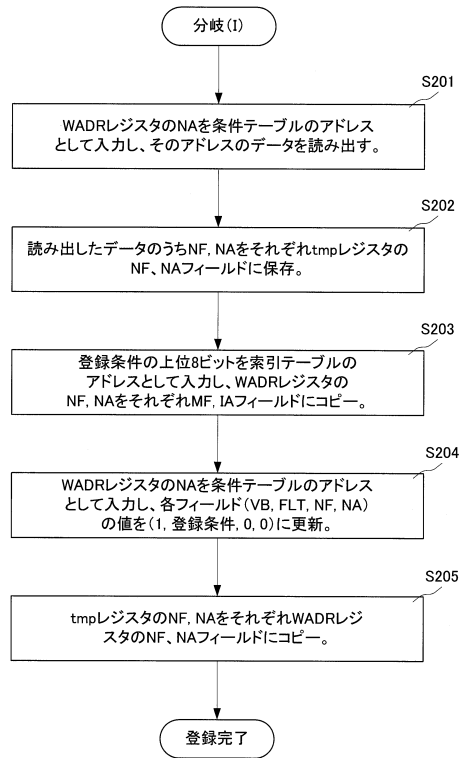 分岐(I)
S201
WADRレジスタのNAを条件テーブルのアドレス
として入力し、そのアドレスのデータを読み出す。
S202
読み出したデータのうちNF, NAをそれぞれtmpレジスタの
NF、NAフィールドに保存。
S203
登録条件の上位8ビットを索引テーブルの
アドレスとして入力し、WADRレジスタの
NF, NAをそれぞれMF, IAフィールドにコピー。
S204
WADRレジスタのNAを条件テーブルのアドレス
として入力し、各フィールド(VB, FLT, NF, NA)
の値を(1, 登録条件, 0, 0)に更新。
S205
tmpレジスタのNF, NAをそれぞれWADRレジ
スタのNF、NAフィールドにコピー。
登録完了